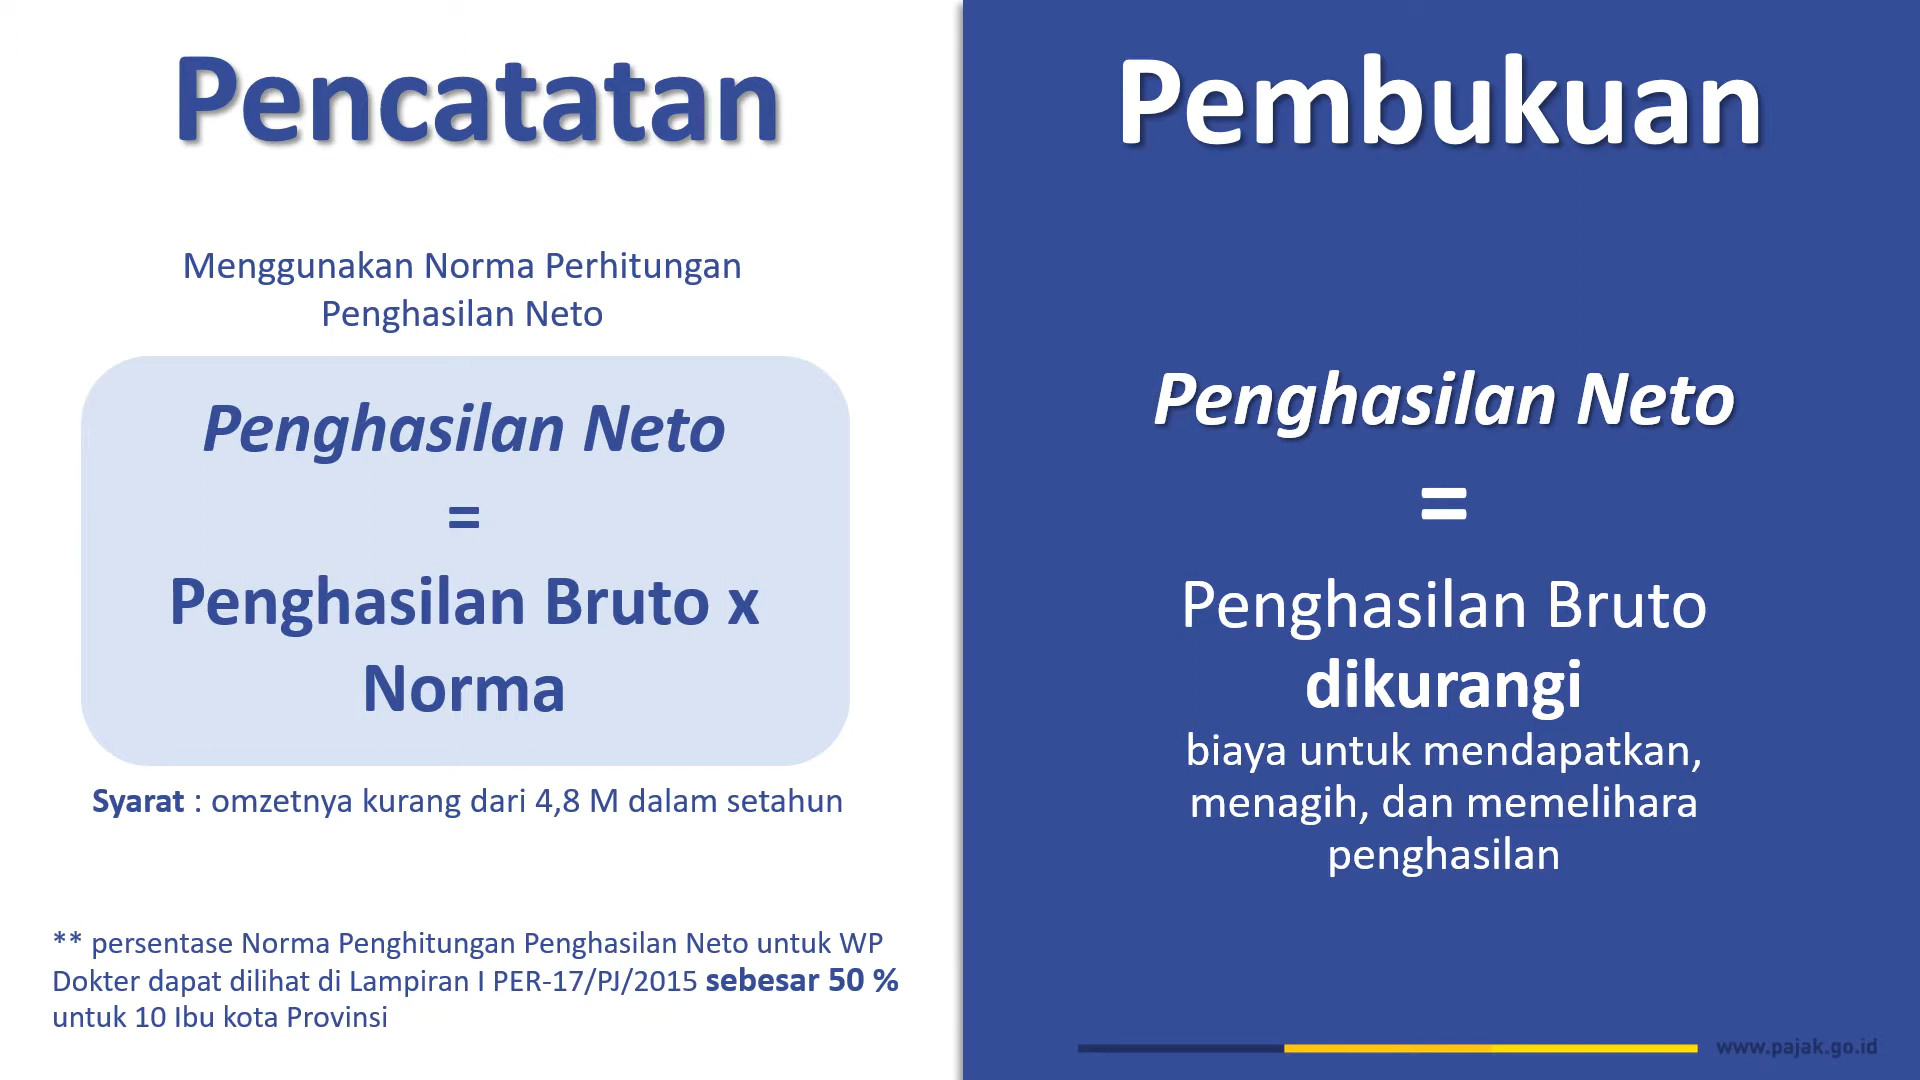 Pencatatan
Menggunakan Norma Perhitungan
Penghasilan Neto
Penghasilan Neto
=
Penghasilan Bruto x
Norma
Syarat : omzetnya kurang dari 4,8 M dalam setahun
** persentase Norma Penghitungan Penghasilan Neto untuk WP
Dokter dapat dilihat di Lampiran I PER-17/PJ/2015 sebesar 50 %
untuk 10 Ibu kota Provinsi
Pembukuan
Penghasilan Neto
=
Penghasilan Bruto
dikurangi
biaya untuk mendapatkan,
menagih, dan memelihara
penghasilan
www.pajak.go.id